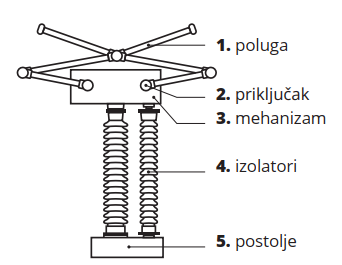 1. poluga
2. priključak
3. mehanizam
4. izolatori
5. postolje